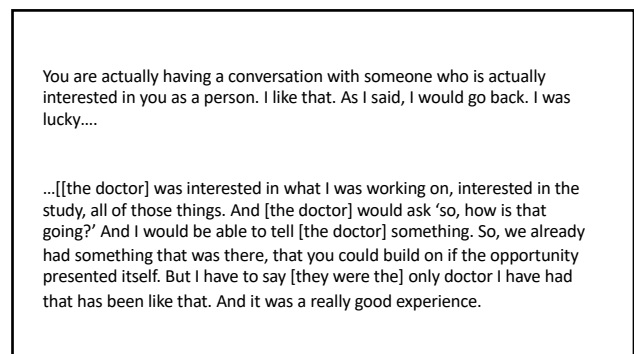 You are actually having a conversation with someone who is actually
interested in you as a person. I like that. As I said, I would go back. I was
lucky....
...[[the doctor] was interested in what I was working on, interested in the
study, all of those things. And [the doctor] would ask ‘so, how is that
going?’ And I would be able to tell [the doctor] something. So, we already
had something that was there, that you could build on if the opportunity
presented itself. But I have to say [they were the] only doctor I have had
that has been like that. And it was a really good experience.